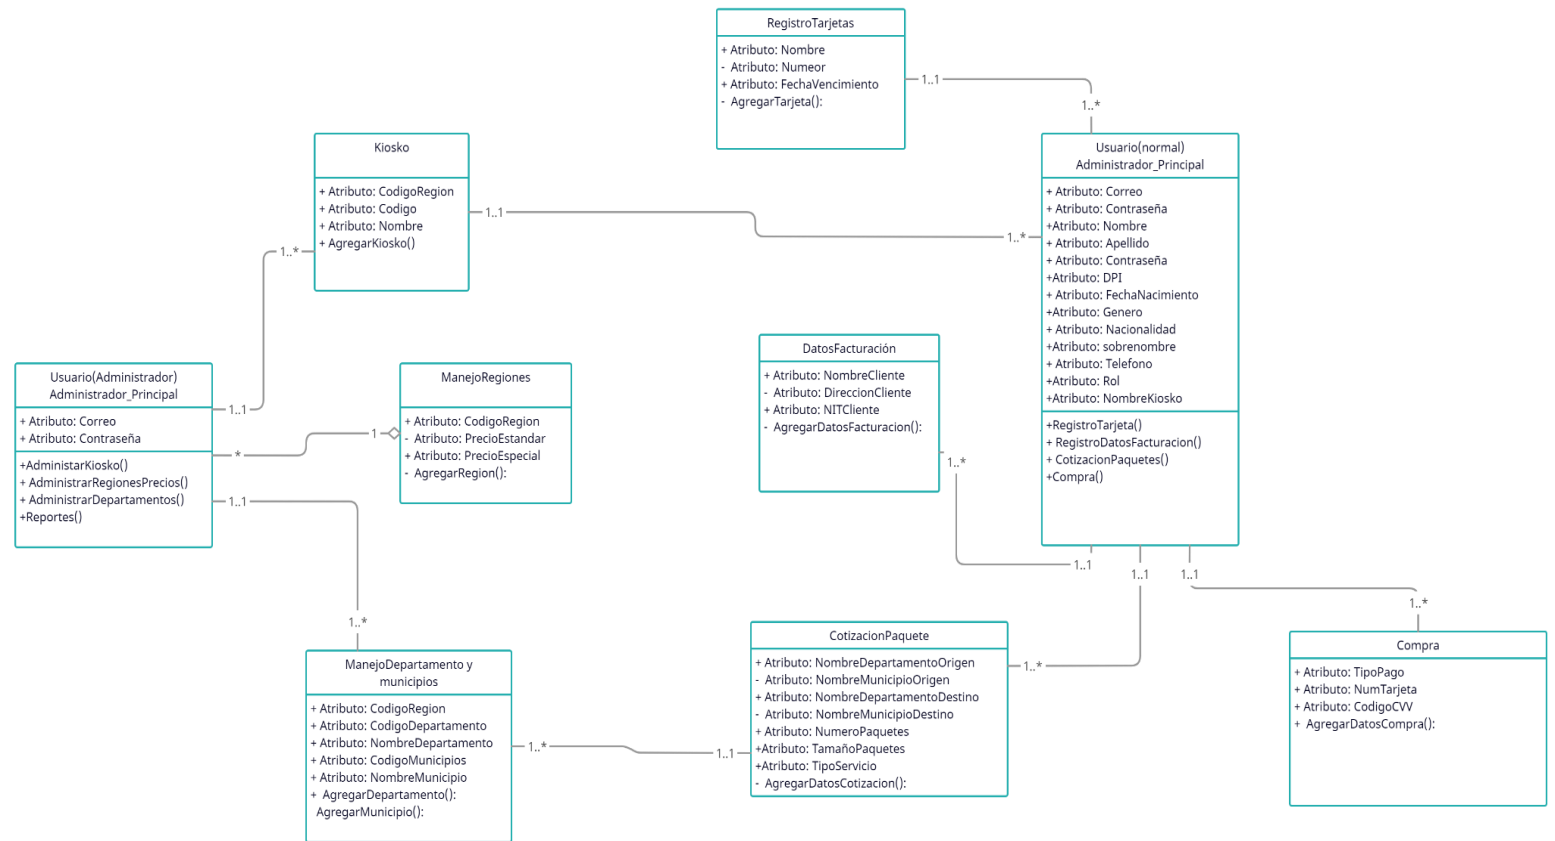 RegistroTarjetas
+ Atributo: Nombre
- Atributo: Numeor
+ Atributo: FechaVencimiento
- AgregarTarjeta():
1..1
1..*
Kiosko
+ Atributo: CodigoRegion
+ Atributo: Codigo
+ Atributo: Nombre
+ AgregarKiosko()
1..1
1..*
1..*
1..1
Usuario(normal)
Administrador_Principal
+ Atributo: Correo
+ Atributo: Contraseña
+Atributo: Nombre
+ Atributo: Apellido
+ Atributo: Contraseña
+Atributo: DPI
+ Atributo: FechaNacimiento
+Atributo: Genero
+ Atributo: Nacionalidad
+Atributo: sobrenombre
+ Atributo: Telefono
+Atributo: Rol
+Atributo: NombreKiosko
+RegistroTarjeta()
+ RegistroDatosFacturacion()
+ CotizacionPaquetes()
+Compra()
Usuario(Administrador)
Administrador_Principal
+ Atributo: Correo
+ Atributo: Contraseña
+AdministarKiosko()
+ AdministrarRegionesPrecios()
+ AdministrarDepartamentos()
+Reportes()
*
1
ManejoRegiones
+ Atributo: CodigoRegion
- Atributo: PrecioEstandar
+ Atributo: PrecioEspecial
- AgregarRegion():
1..1
1..*
DatosFacturación
+ Atributo: NombreCliente
- Atributo: DireccionCliente
+ Atributo: NITCliente
- AgregarDatosFacturacion():
1..*
1..1
1..1
1..1
1..*
1..*
ManejoDepartamento y
municipios
+ Atributo: CodigoRegion
+ Atributo: CodigoDepartamento
+ Atributo: NombreDepartamento
+ Atributo: CodigoMunicipios
+ Atributo: NombreMunicipio
+ AgregarDepartamento():
AgregarMunicipio():
1..*
1..1
CotizacionPaquete
+ Atributo: NombreDepartamentoOrigen
- Atributo: NombreMunicipioOrigen
+ Atributo: NombreDepartamentoDestino
- Atributo: NombreMunicipioDestino
+ Atributo: NumeroPaquetes
+Atributo: TamañoPaquetes
+Atributo: TipoServicio
- AgregarDatosCotizacion():
Compra
+ Atributo: TipoPago
+ Atributo: NumTarjeta
+ Atributo: CodigoCVV
+ AgregarDatosCompra():